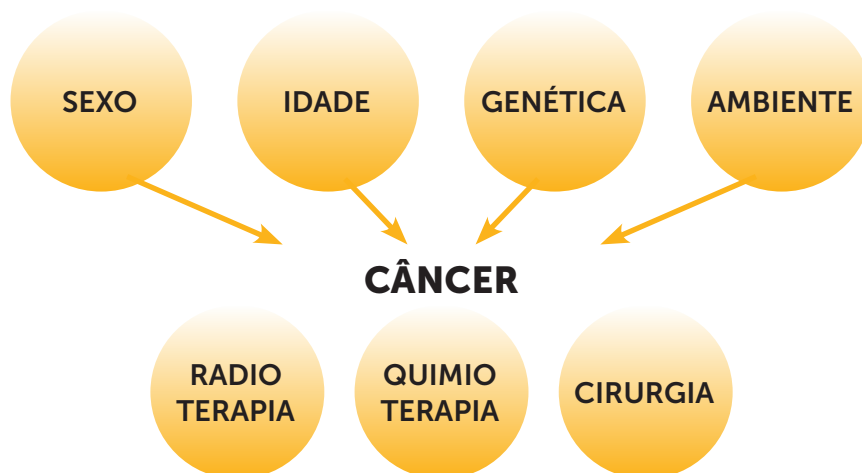 SEXO
IDADE
GENÉTICA
AMBIENTE
CÂNCER
RADIO
TERAPIA
QUIMIO
TERAPIA
CIRURGIA